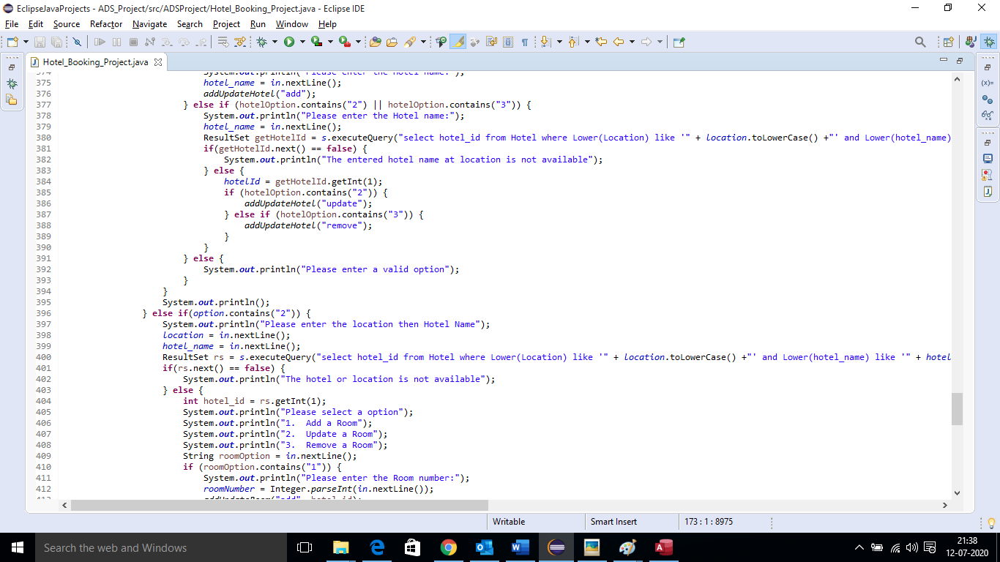 EclipseJavaProjects - ADS_Project/src/ADSProject/Hotel_Booking_Project.java - Eclipse IDE
File Edit Source Refactor Navigate Search Project Run Window Help
Hotel_Booking_Project.java
374 System.out.println("Please enter the Hotel name:");
375 hotel_name = in.nextLine();
376 addUpdateHotel("add");
377 } else if (hotelOption.contains("2") || hotelOption.contains("3")) {
378 System.out.println("Please enter the Hotel name:");
379 hotel_name = in.nextLine();
380 ResultSet getHotelId = s.executeQuery("select hotel_id from Hotel where Lower(Location) like '" + location.toLowerCase() +"' and Lower(hotel_name)
381 if(getHotelId.next() == false) {
382 System.out.println("The entered hotel name at location is not available");
383 } else {
384 hotelId = getHotelId.getInt(1);
385 if (hotelOption.contains("2")) {
386 addUpdateHotel("update");
387 } else if (hotelOption.contains("3")) {
388 addUpdateHotel("remove");
389 }
390 }
391 } else {
392 System.out.println("Please enter a valid option");
393 }
394 }
395 System.out.println();
396 } else if(option.contains("2")) {
397 System.out.println("Please enter the location then Hotel Name");
398 location = in.nextLine();
399 hotel_name = in.nextLine();
400 ResultSet rs = s.executeQuery("select hotel_id from Hotel where Lower(Location) like '" + location.toLowerCase() +"' and Lower(hotel_name) like '" + hotel
401 if(rs.next() == false) {
402 System.out.println("The hotel or location is not available");
403 } else {
404 int hotel_id = rs.getInt(1);
405 System.out.println("Please select a option");
406 System.out.println("1.  Add a Room");
407 System.out.println("2.  Update a Room");
408 System.out.println("3.  Remove a Room");
409 String roomOption = in.nextLine();
410 if (roomOption.contains("1")) {
411 System.out.println("Please enter the Room number:");
412 roomNumber = Integer.parseInt(in.nextLine());
413 addUpdateRoom("add", hotel_id);
Writable Smart Insert 173 : 1 : 8975
Search the web and Windows
21:38
12-07-2020